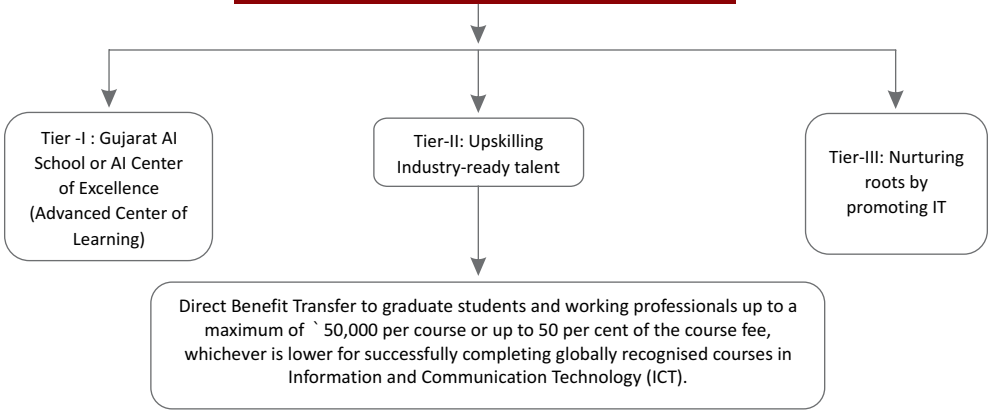 Tier -I : Gujarat AI
School or AI Center
of Excellence
(Advanced Center of
Learning)
Tier-II: Upskilling
Industry-ready talent
Tier-III: Nurturing
roots by
promoting IT
Direct Benefit Transfer to graduate students and working professionals up to a
maximum of ` 50,000 per course or up to 50 per cent of the course fee,
whichever is lower for successfully completing globally recognised courses in
Information and Communication Technology (ICT).